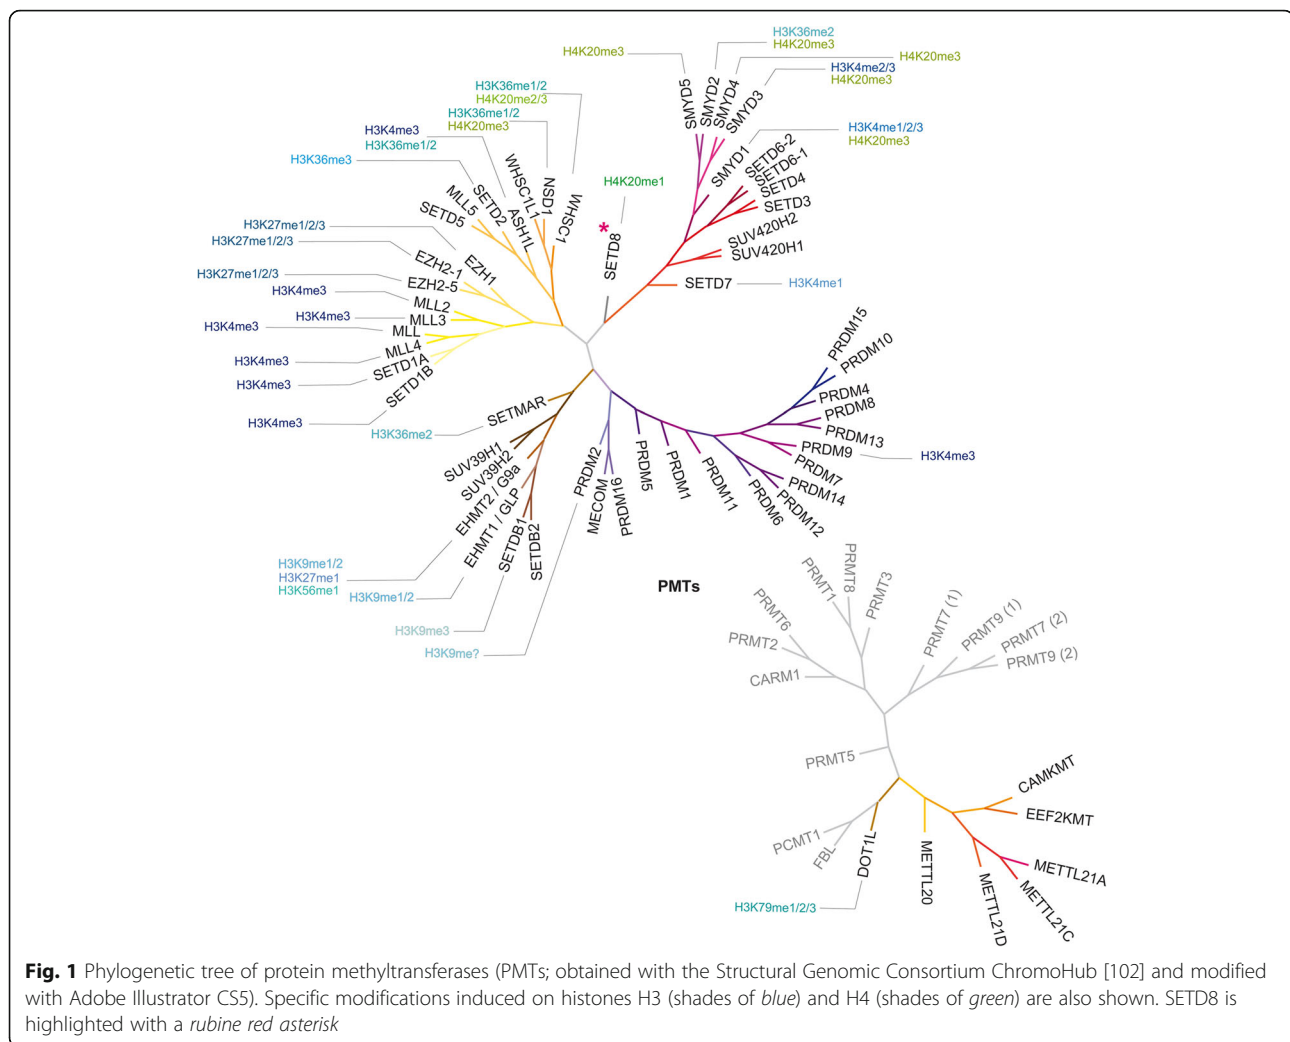 H3K36me2
H4K20me3
H4K20me3
H4K20me3
H3K4me2/3
H4K20me3
H3K36me1/2
H4K20me2/3
H3K36me1/2
H4K20me3
H3K4me3
H3K36me1/2
H3K36me3
H3K4me1/2/3
H4K20me3
H4K20me1
SMYD5
SMYD2
SMYD4
SMYD3
SMYD1
SETD6-2
SETD6-1
SETD4
SETD3
SUV420H2
SUV420H1
SETD7
H3K4me1
*
SETD8
WHSC1
NSD1
WHSC1L1
ASH1L
SETD2
MLL5
SETD5
H3K27me1/2/3
H3K27me1/2/3
H3K27me1/2/3
EZH1
EZH2-1
EZH2-5
H3K4me3
MLL2
H3K4me3
MLL3
H3K4me3
MLL
MLL4
H3K4me3
SETD1A
H3K4me3
SETD1B
H3K4me3
SETMAR
H3K36me2
SUV39H1
SUV39H2
EHMT2 / G9a
EHMT1 / GLP
SETDB1
SETDB2
PRDM2
MECOM
PRDM16
PRDM5
PRDM1
PRDM11
PRDM6
PRDM12
PRDM14
PRDM7
PRDM9
H3K4me3
PRDM13
PRDM8
PRDM4
PRDM10
PRDM15
H3K9me1/2
H3K27me1
H3K56me1
H3K9me1/2
H3K9me3
H3K9me?
PMTs
PRMT8
PRMT1
PRMT3
PRMT6
PRMT2
CARM1
PRMT7 (1)
PRMT9 (1)
PRMT7 (2)
PRMT9 (2)
PRMT5
PCMT1
FBL
DOT1L
H3K79me1/2/3
METTL20
CAMKMT
EEF2KMT
METTL21A
METTL21C
METTL21D
Fig. 1 Phylogenetic tree of protein methyltransferases (PMTs; obtained with the Structural Genomic Consortium ChromoHub [102] and modified
with Adobe Illustrator CS5). Specific modifications induced on histones H3 (shades of blue) and H4 (shades of green) are also shown. SETD8 is
highlighted with a rubine red asterisk